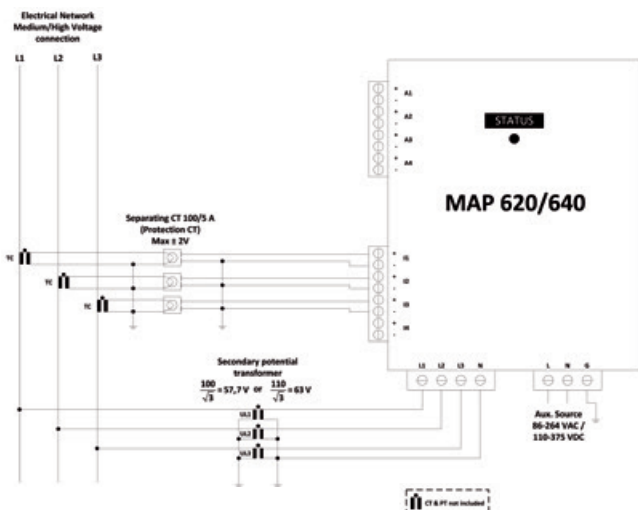 Electrical Network
Medium/High Voltage
connection
L1 L2 L3
STATUS
MAP 620/640
+ A1
-
+ A2
-
+ A3
-
+ A4
-
Separating CT 100/5 A
(Protection CT)
Max ± 2V
TC
TC
TC
+ I1
-
+ I2
-
+ I3
-
+ I4
-
Secondary potential
transformer
100/√3 = 57,7 V or 110/√3 = 63 V
UL1
UL2
UL3
L1 L2 L3 N
L N G
Aux. Source
86-264 VAC /
110-375 VDC
CT & PT not included